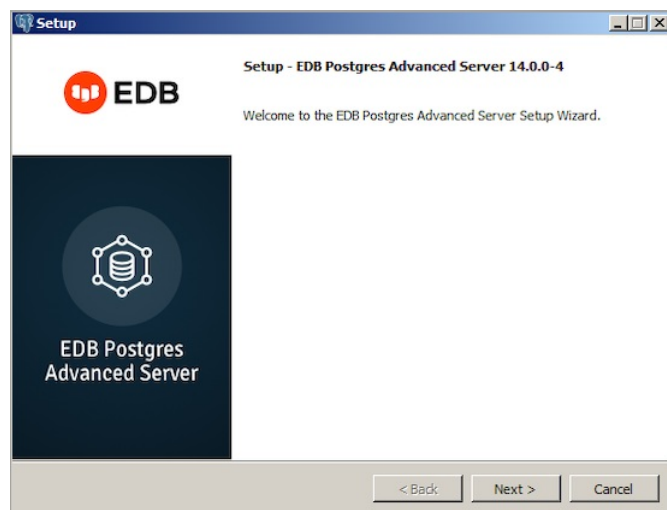 Setup
EDB
Setup - EDB Postgres Advanced Server 14.0.0-4
Welcome to the EDB Postgres Advanced Server Setup Wizard.
EDB Postgres
Advanced Server
< Back
Next >
Cancel